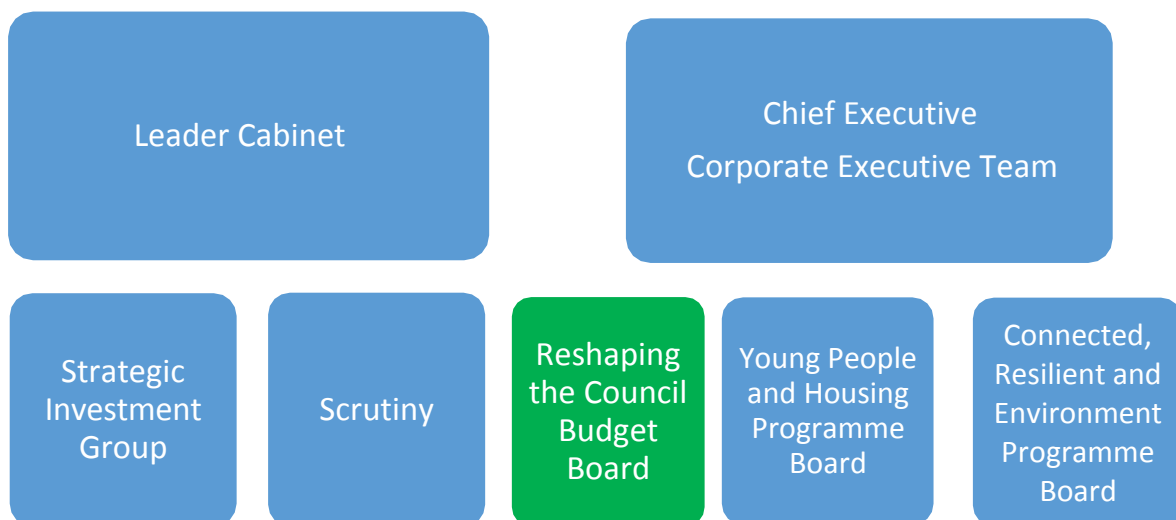 Leader Cabinet
Chief Executive
Corporate Executive Team
Strategic
Investment
Group
Scrutiny
Reshaping
the Council
Budget
Board
Young People
and Housing
Programme
Board
Connected,
Resilient and
Environment
Programme
Board